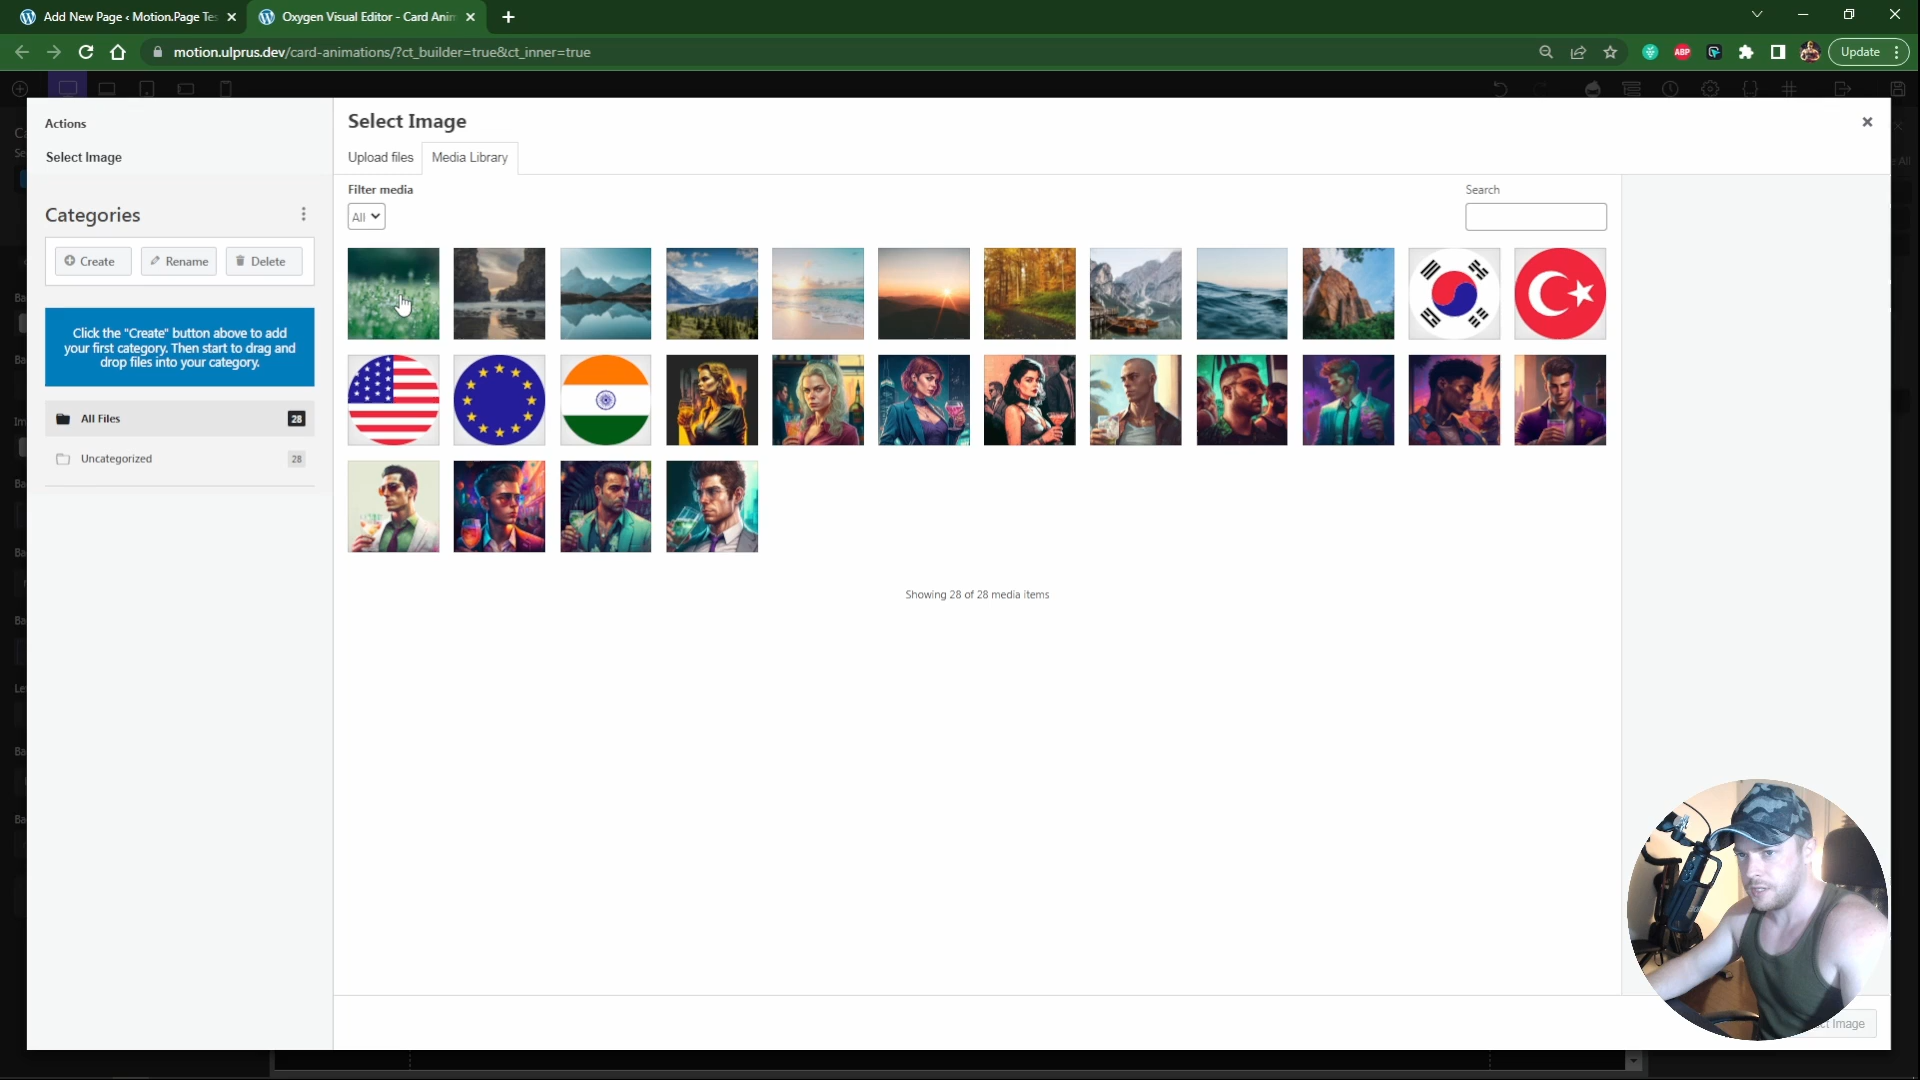 Add New Page ‹ Motion.Page Tes
Oxygen Visual Editor - Card Anim
motion.ulprus.dev/card-animations/?ct_builder=true&ct_inner=true
ABP
Update
Actions
Select Image
Select Image
Upload files
Media Library
Filter media
All
Search
Categories
Create
Rename
Delete
Click the "Create" button above to add
your first category. Then start to drag and
drop files into your category.
All Files
28
Uncategorized
28
Showing 28 of 28 media items
Image